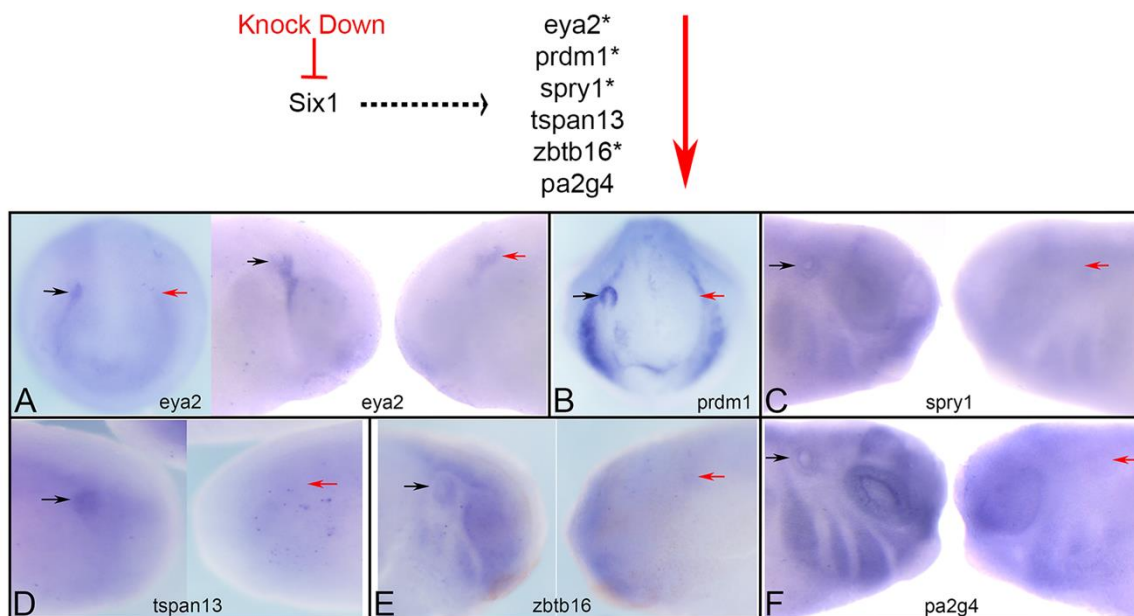 Knock Down
Six1
eya2*
prdm1*
spry1*
tspan13
zbtb16*
pa2g4
A
eya2
eya2
B
prdm1
C
spry1
D
tspan13
E
zbtb16
F
pa2g4